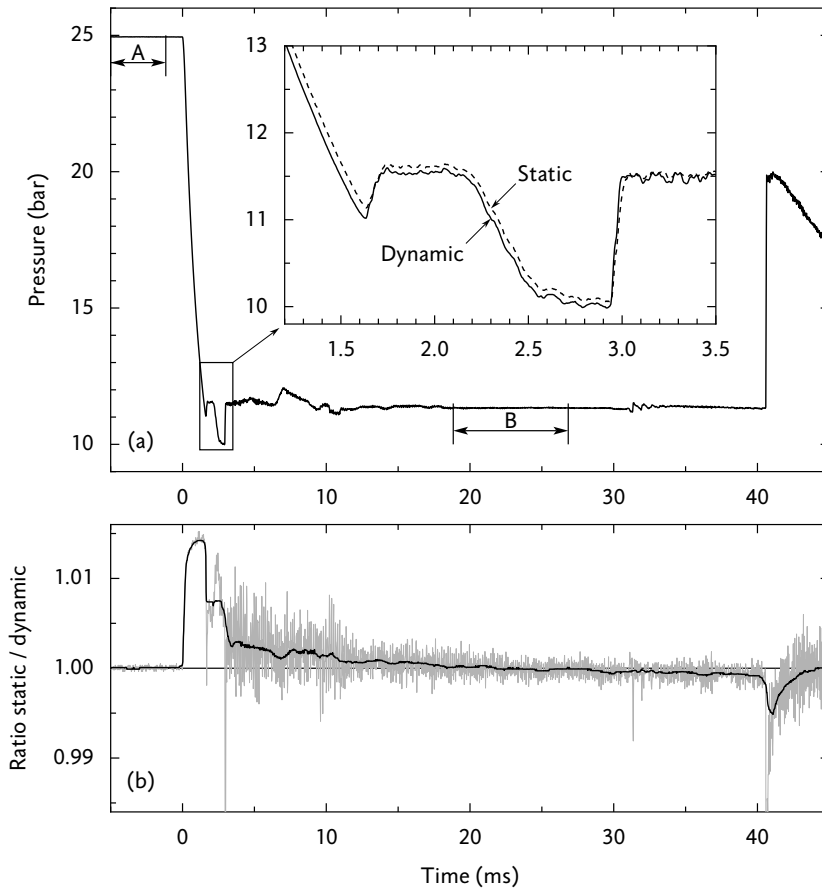 25
20
15
10
Pressure (bar)
A
B
(a)
13
12
11
10
1.5 2.0 2.5 3.0 3.5
Static
Dynamic
0 10 20 30 40
1.01
1.00
0.99
Ratio static / dynamic
(b)
0 10 20 30 40
Time (ms)